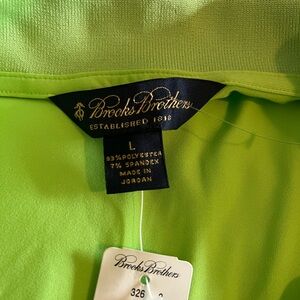 Brooks Brothers
ESTABLISHED 1818
L
93% POLYESTER
7% SPANDEX
MADE IN
JORDAN
Brooks Brothers
326